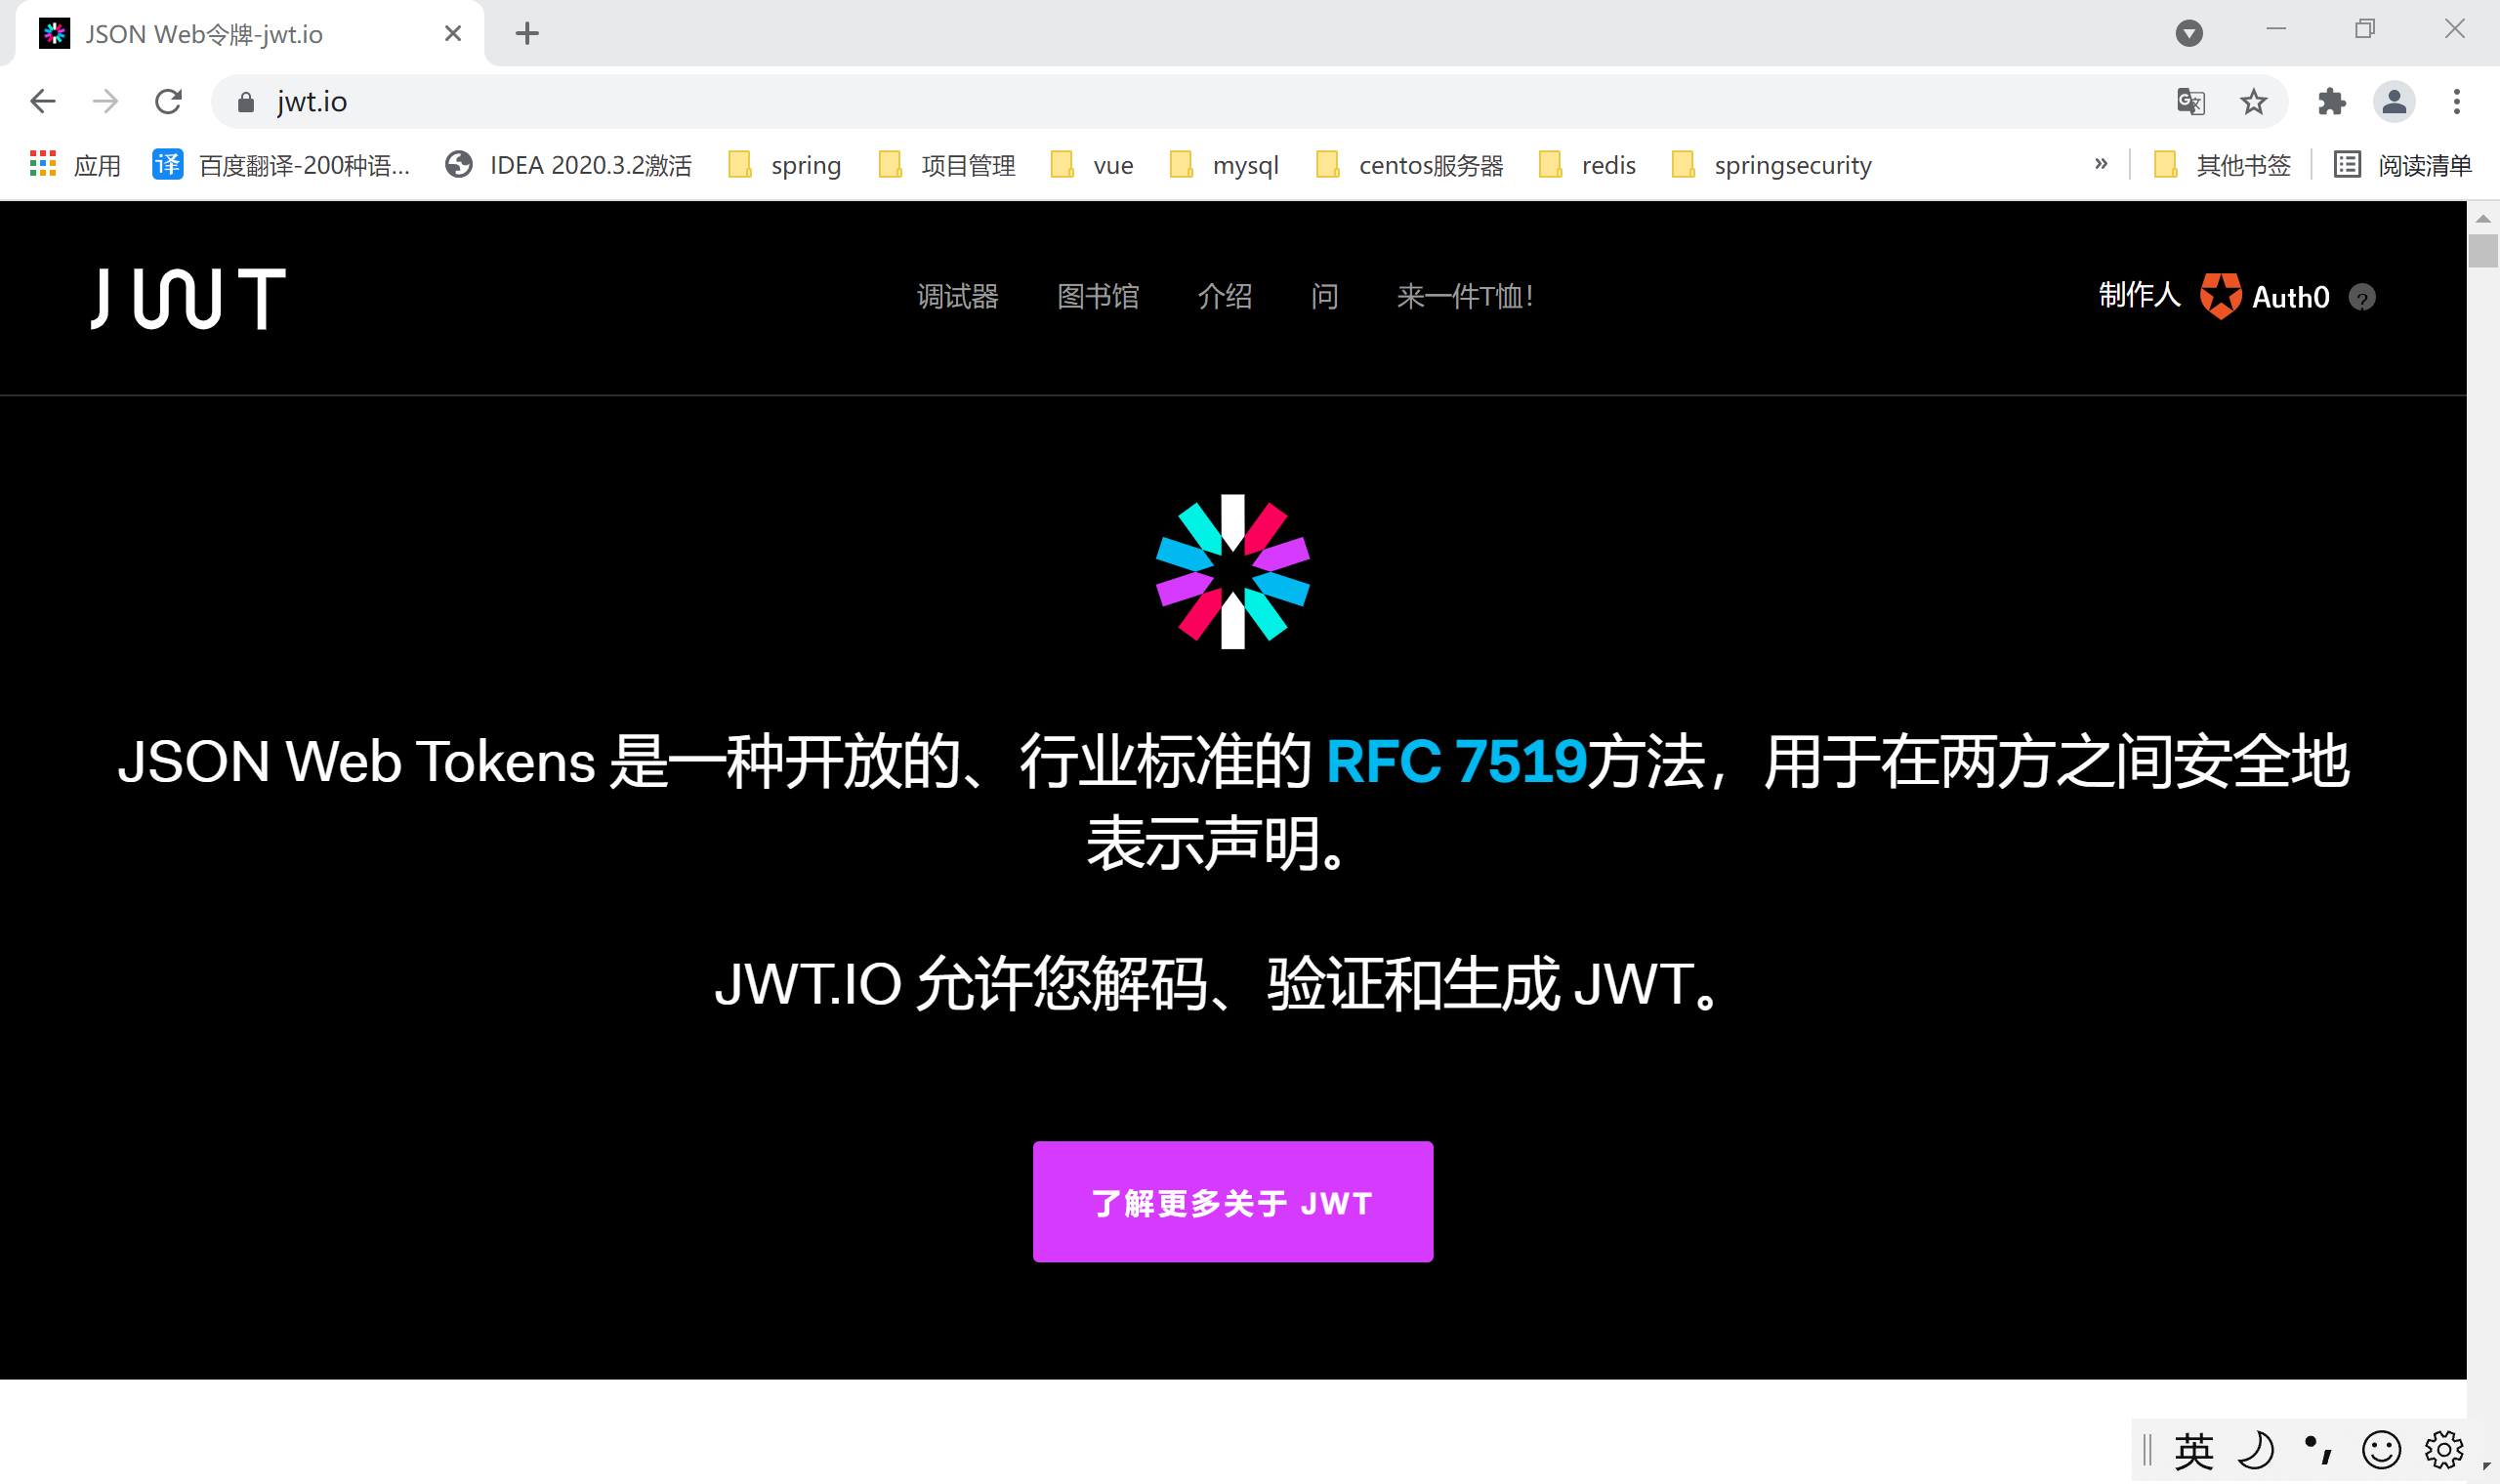 JSON Web令牌-jwt.io
jwt.io
应用 译 百度翻译-200种语... IDEA 2020.3.2激活 spring 项目管理 vue mysql centos服务器 redis springsecurity » 其他书签 阅读清单
JWT 调试器 图书馆 介绍 问 来一件T恤! 制作人 Auth0 ?
JSON Web Tokens 是一种开放的、行业标准的 RFC 7519方法，用于在两方之间安全地
表示声明。
JWT.IO 允许您解码、验证和生成 JWT。
了解更多关于 JWT
英